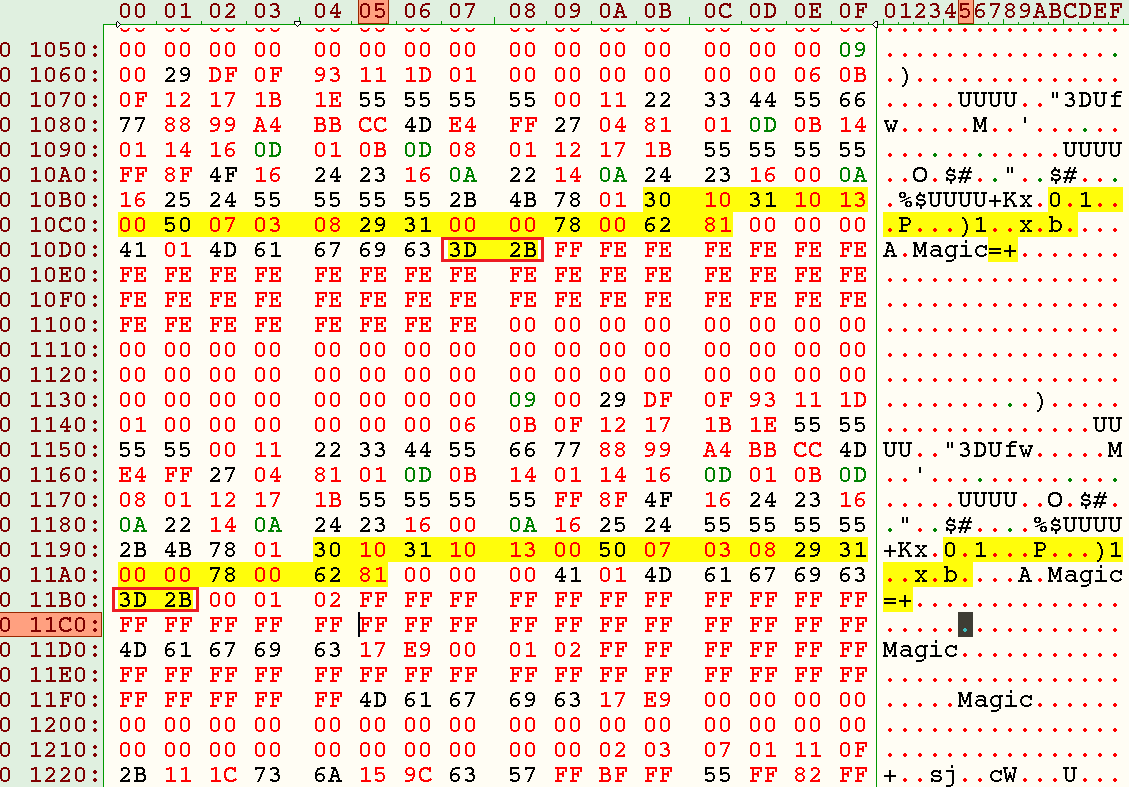 00 01 02 03 04 05 06 07 08 09 0A 0B 0C 0D 0E 0F 0123456789ABCDEF
0 1050: 00 00 00 00 00 00 00 00 00 00 00 00 00 00 00 09 ................
0 1060: 00 29 DF 0F 93 11 1D 01 00 00 00 00 00 00 06 0B .)..............
0 1070: 0F 12 17 1B 1E 55 55 55 55 00 11 22 33 44 55 66 .....UUUU.."3DUf
0 1080: 77 88 99 A4 BB CC 4D E4 FF 27 04 81 01 0D 0B 14 w.....M..'......
0 1090: 01 14 16 0D 01 0B 0D 08 01 12 17 1B 55 55 55 55 ............UUUU
0 10A0: FF 8F 4F 16 24 23 16 0A 22 14 0A 24 23 16 00 0A ..O.$#.."..$#...
0 10B0: 16 25 24 55 55 55 55 2B 4B 78 01 30 10 31 10 13 .%$UUUU+Kx.0.1..
0 10C0: 00 50 07 03 08 29 31 00 00 78 00 62 81 00 00 00 .P...)1..x.b....
0 10D0: 41 01 4D 61 67 69 63 3D 2B FF FE FE FE FE FE FE A.Magic=+.......
0 10E0: FE FE FE FE FE FE FE FE FE FE FE FE FE FE FE FE ................
0 10F0: FE FE FE FE FE FE FE FE FE FE FE FE FE FE FE FE ................
0 1100: FE FE FE FE FE FE FE FE 00 00 00 00 00 00 00 00 ................
0 1110: 00 00 00 00 00 00 00 00 00 00 00 00 00 00 00 00 ................
0 1120: 00 00 00 00 00 00 00 00 00 00 00 00 00 00 00 00 ................
0 1130: 00 00 00 00 00 00 00 00 09 00 29 DF 0F 93 11 1D ..........).....
0 1140: 01 00 00 00 00 00 06 0B 0F 12 17 1B 1E 55 55 ..............UU
0 1150: 55 55 00 11 22 33 44 55 66 77 88 99 A4 BB CC 4D UU.."3DUfw.....M
0 1160: E4 FF 27 04 81 01 0D 0B 14 01 14 16 0D 01 0B 0D ..'.............
0 1170: 08 01 12 17 1B 55 55 55 55 FF 8F 4F 16 24 23 16 .....UUUU..O.$#.
0 1180: 0A 22 14 0A 24 23 16 00 0A 16 25 24 55 55 55 55 ."..$#....%$UUUU
0 1190: 2B 4B 78 01 30 10 31 10 13 00 50 07 03 08 29 31 +Kx.0.1...P...)1
0 11A0: 00 00 78 00 62 81 00 00 00 41 01 4D 61 67 69 63 ..x.b....A.Magic
0 11B0: 3D 2B 00 01 02 FF FF FF FF FF FF FF FF FF FF FF =+..............
0 11C0: FF FF FF FF FF FF FF FF FF FF FF FF FF FF FF FF ................
0 11D0: 4D 61 67 69 63 17 E9 00 01 02 FF FF FF FF FF FF Magic...........
0 11E0: FF FF FF FF FF FF FF FF FF FF FF FF FF FF FF FF ................
0 11F0: FF FF FF FF FF 4D 61 67 69 63 17 E9 00 00 00 00 .....Magic......
0 1200: 00 00 00 00 00 00 00 00 00 00 00 00 00 00 00 00 ................
0 1210: 00 00 00 00 00 00 00 00 00 00 02 03 07 01 11 0F ................
0 1220: 2B 11 1C 73 6A 15 9C 63 57 FF BF FF 55 FF 82 FF +..sj..cW...U...